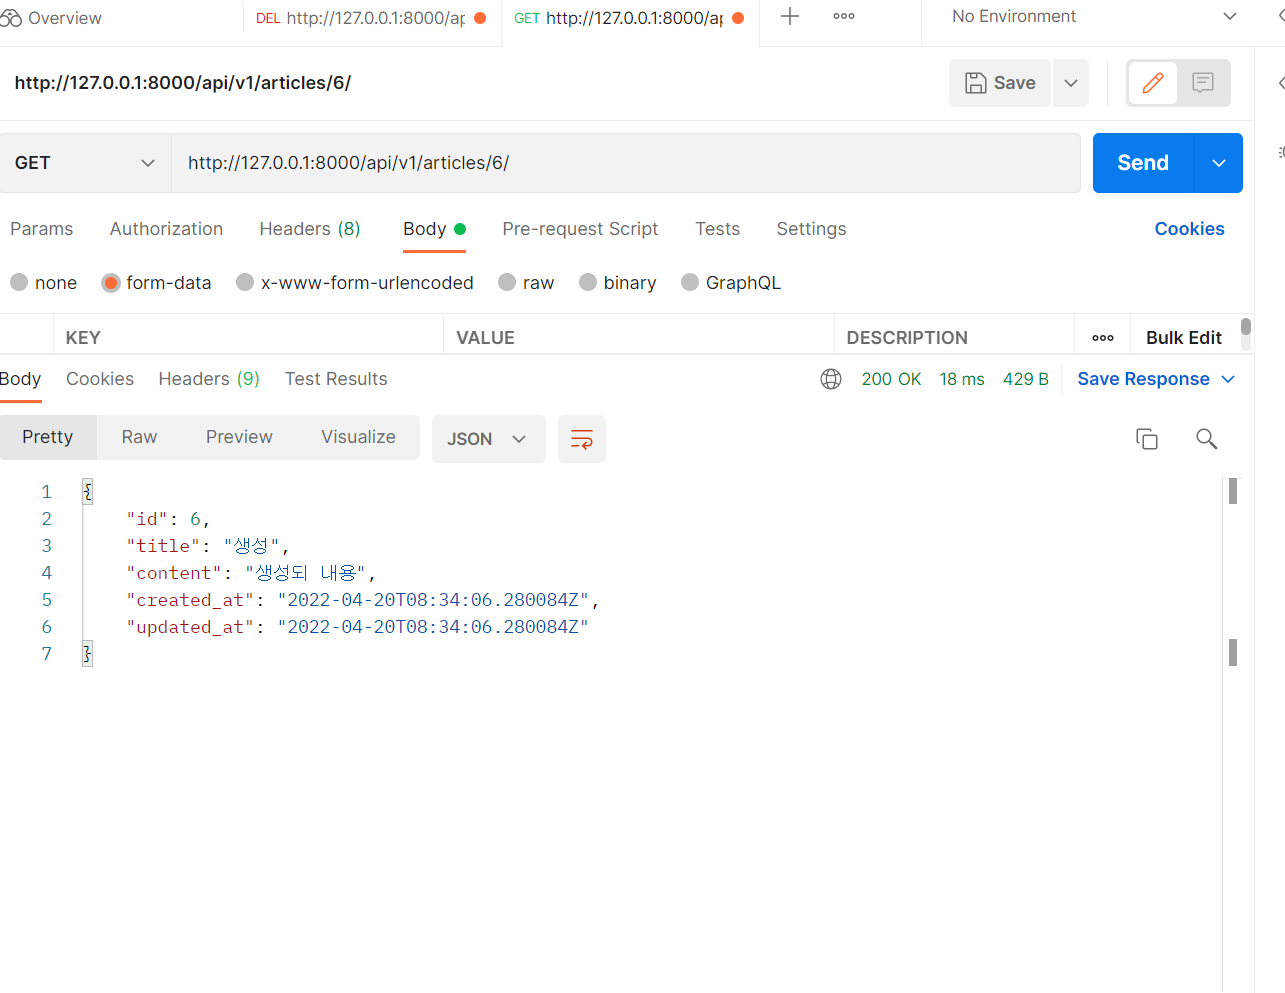 Overview DEL http://127.0.0.1:8000/ap GET http://127.0.0.1:8000/ap No Environment
http://127.0.0.1:8000/api/v1/articles/6/ Save
GET http://127.0.0.1:8000/api/v1/articles/6/ Send
Params Authorization Headers (8) Body Pre-request Script Tests Settings Cookies
none form-data x-www-form-urlencoded raw binary GraphQL
KEY VALUE DESCRIPTION Bulk Edit
Body Cookies Headers (9) Test Results 200 OK 18 ms 429 B Save Response
Pretty Raw Preview Visualize JSON
1 {
2 "id": 6,
3 "title": "생성",
4 "content": "생성되 내용",
5 "created_at": "2022-04-20T08:34:06.280084Z",
6 "updated_at": "2022-04-20T08:34:06.280084Z"
7 }